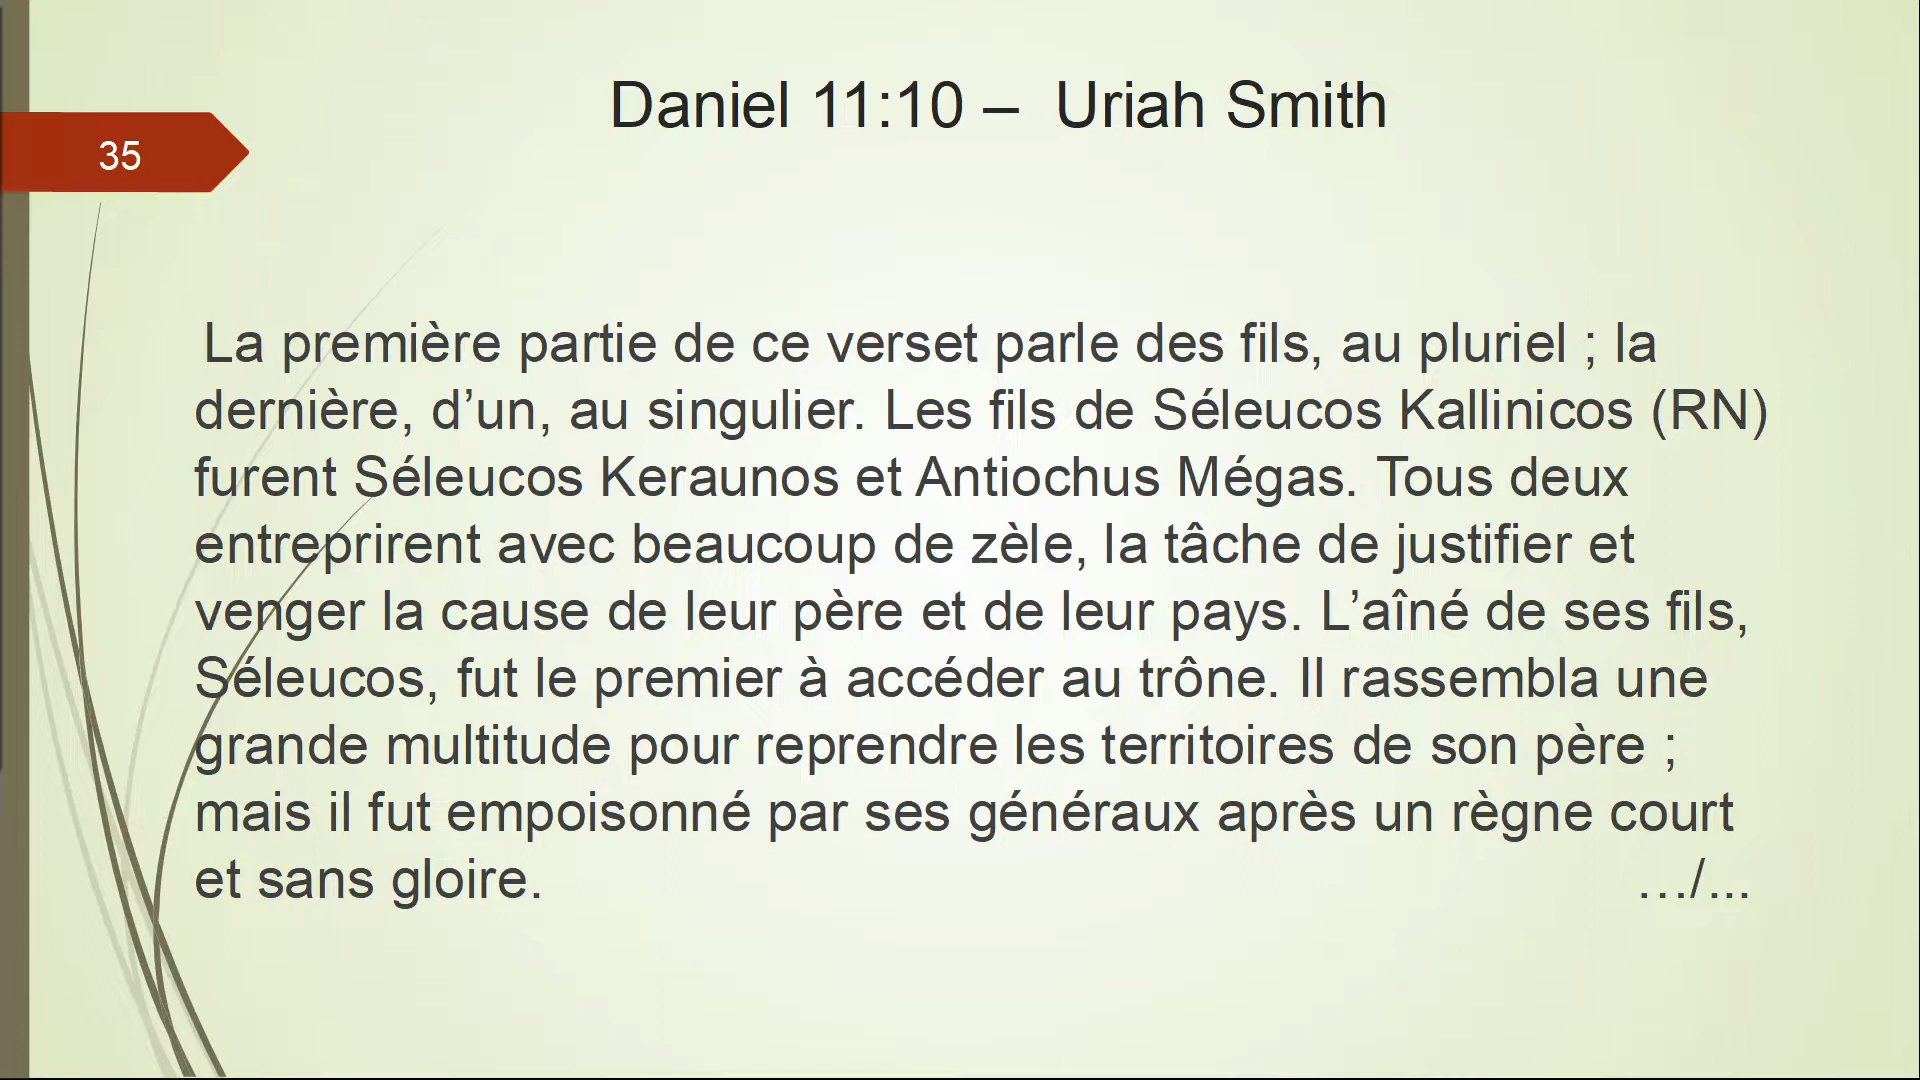 Daniel 11:10 – Uriah Smith
35
La première partie de ce verset parle des fils, au pluriel ; la
dernière, d’un, au singulier. Les fils de Séleucos Kallinicos (RN)
furent Séleucos Keraunos et Antiochus Mégas. Tous deux
entreprirent avec beaucoup de zèle, la tâche de justifier et
venger la cause de leur père et de leur pays. L’aîné de ses fils,
Séleucos, fut le premier à accéder au trône. Il rassembla une
grande multitude pour reprendre les territoires de son père ;
mais il fut empoisonné par ses généraux après un règne court
et sans gloire. …/...